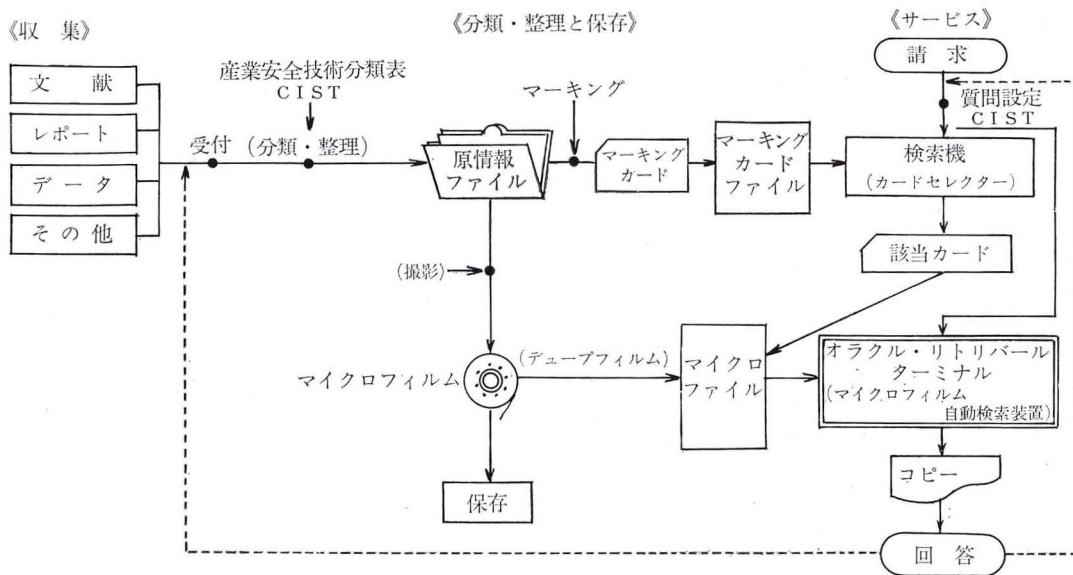 《収 集》
《分類・整理と保存》
《サービス》
文 献
レポート
データ
その他
産業安全技術分類表
CIST
受付 (分類・整理)
原情報
ファイル
マーキング
マーキング
カード
マーキング
カード
ファイル
請 求
質問設定
CIST
検索機
(カードセレクター)
該当カード
(撮影)
マイクロフィルム
(デュープフィルム)
マイクロ
ファイル
オラクル・リトリバール
ターミナル
(マイクロフィルム
自動検索装置)
保存
コピー
回 答